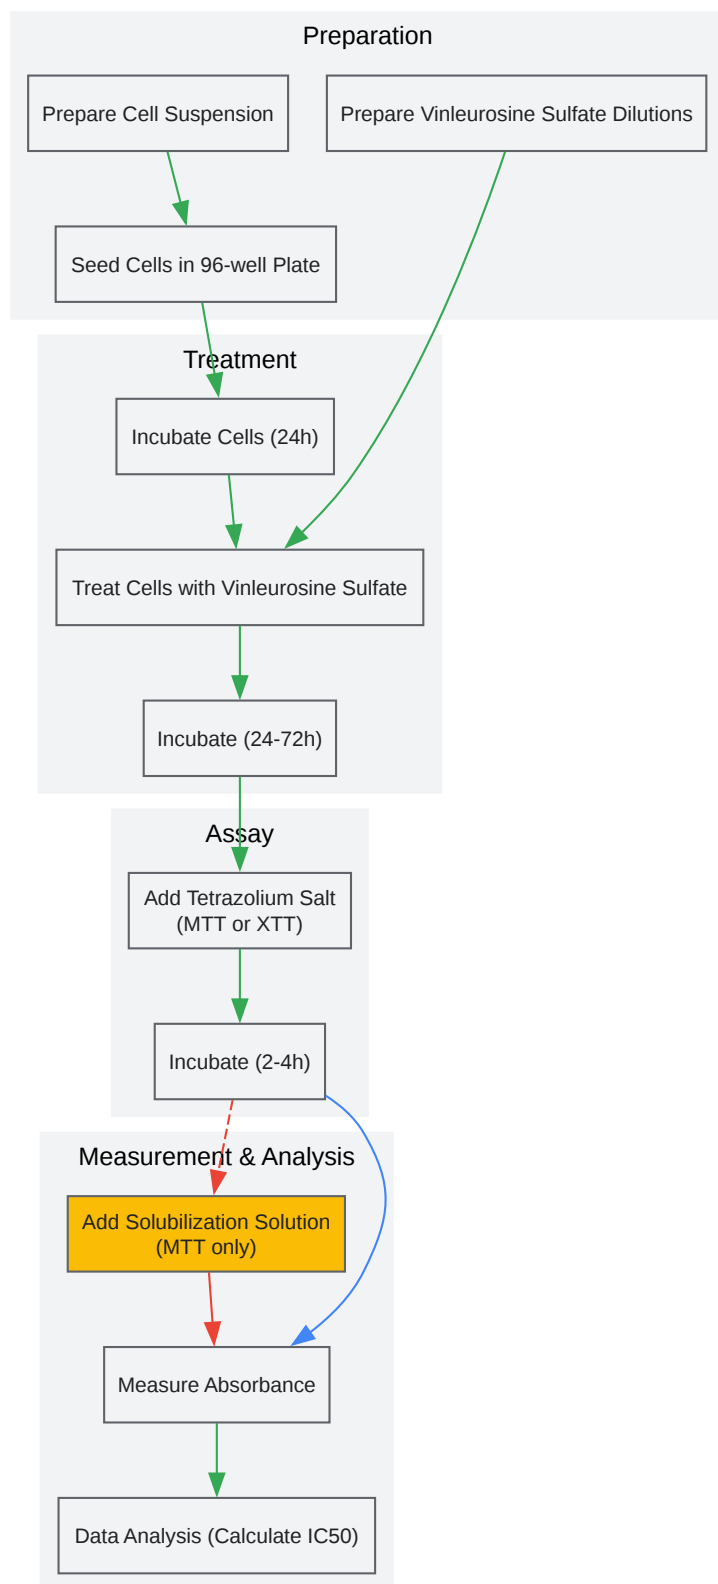 Preparation
Prepare Cell Suspension
Prepare Vinleurosine Sulfate Dilutions
Seed Cells in 96-well Plate
Treatment
Incubate Cells (24h)
Treat Cells with Vinleurosine Sulfate
Incubate (24-72h)
Assay
Add Tetrazolium Salt
(MTT or XTT)
Incubate (2-4h)
Measurement & Analysis
Add Solubilization Solution
(MTT only)
Measure Absorbance
Data Analysis (Calculate IC50)